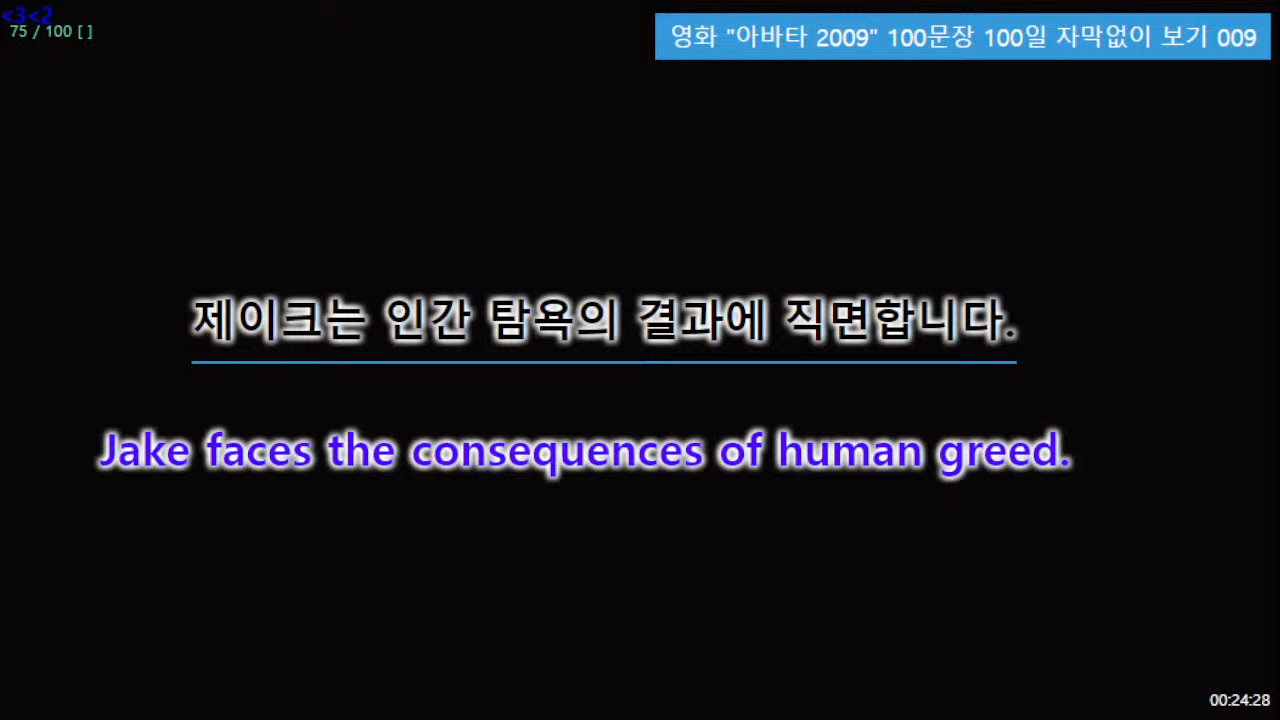 <3<2
75 / 100 [ ]
영화 "아바타 2009" 100문장 100일 자막없이 보기 009
제이크는 인간 탐욕의 결과에 직면합니다.
Jake faces the consequences of human greed.
00:24:28